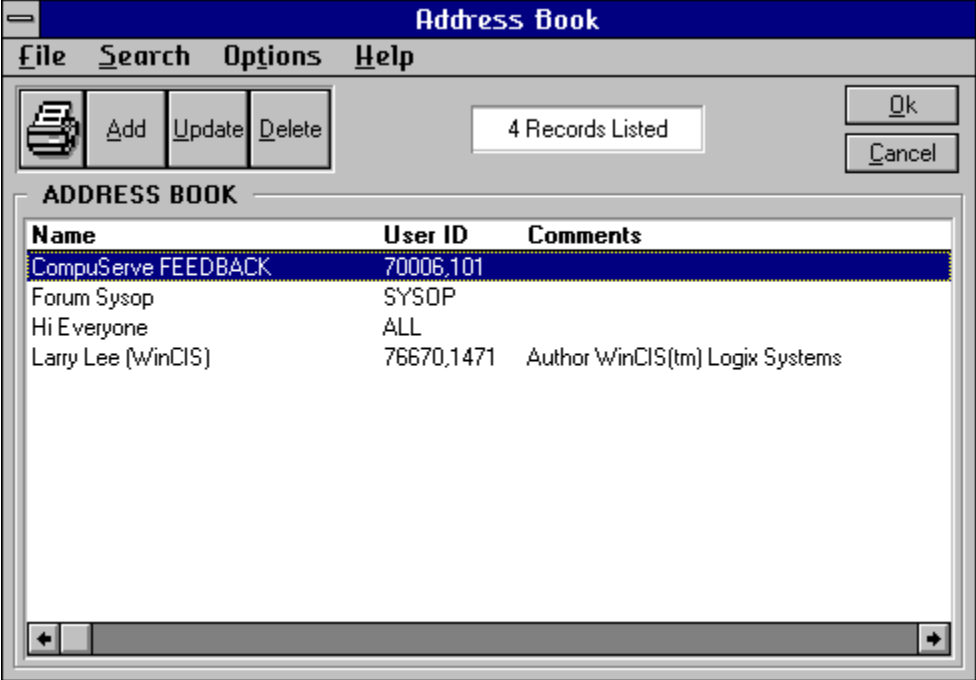 Address Book
File Search Options Help
Add Update Delete
4 Records Listed
Ok
Cancel
ADDRESS BOOK
Name User ID Comments
CompuServe FEEDBACK 70006,101
Forum Sysop SYSOP
Hi Everyone ALL
Larry Lee (WinCIS) 76670,1471 Author WinCIS(tm) Logix Systems